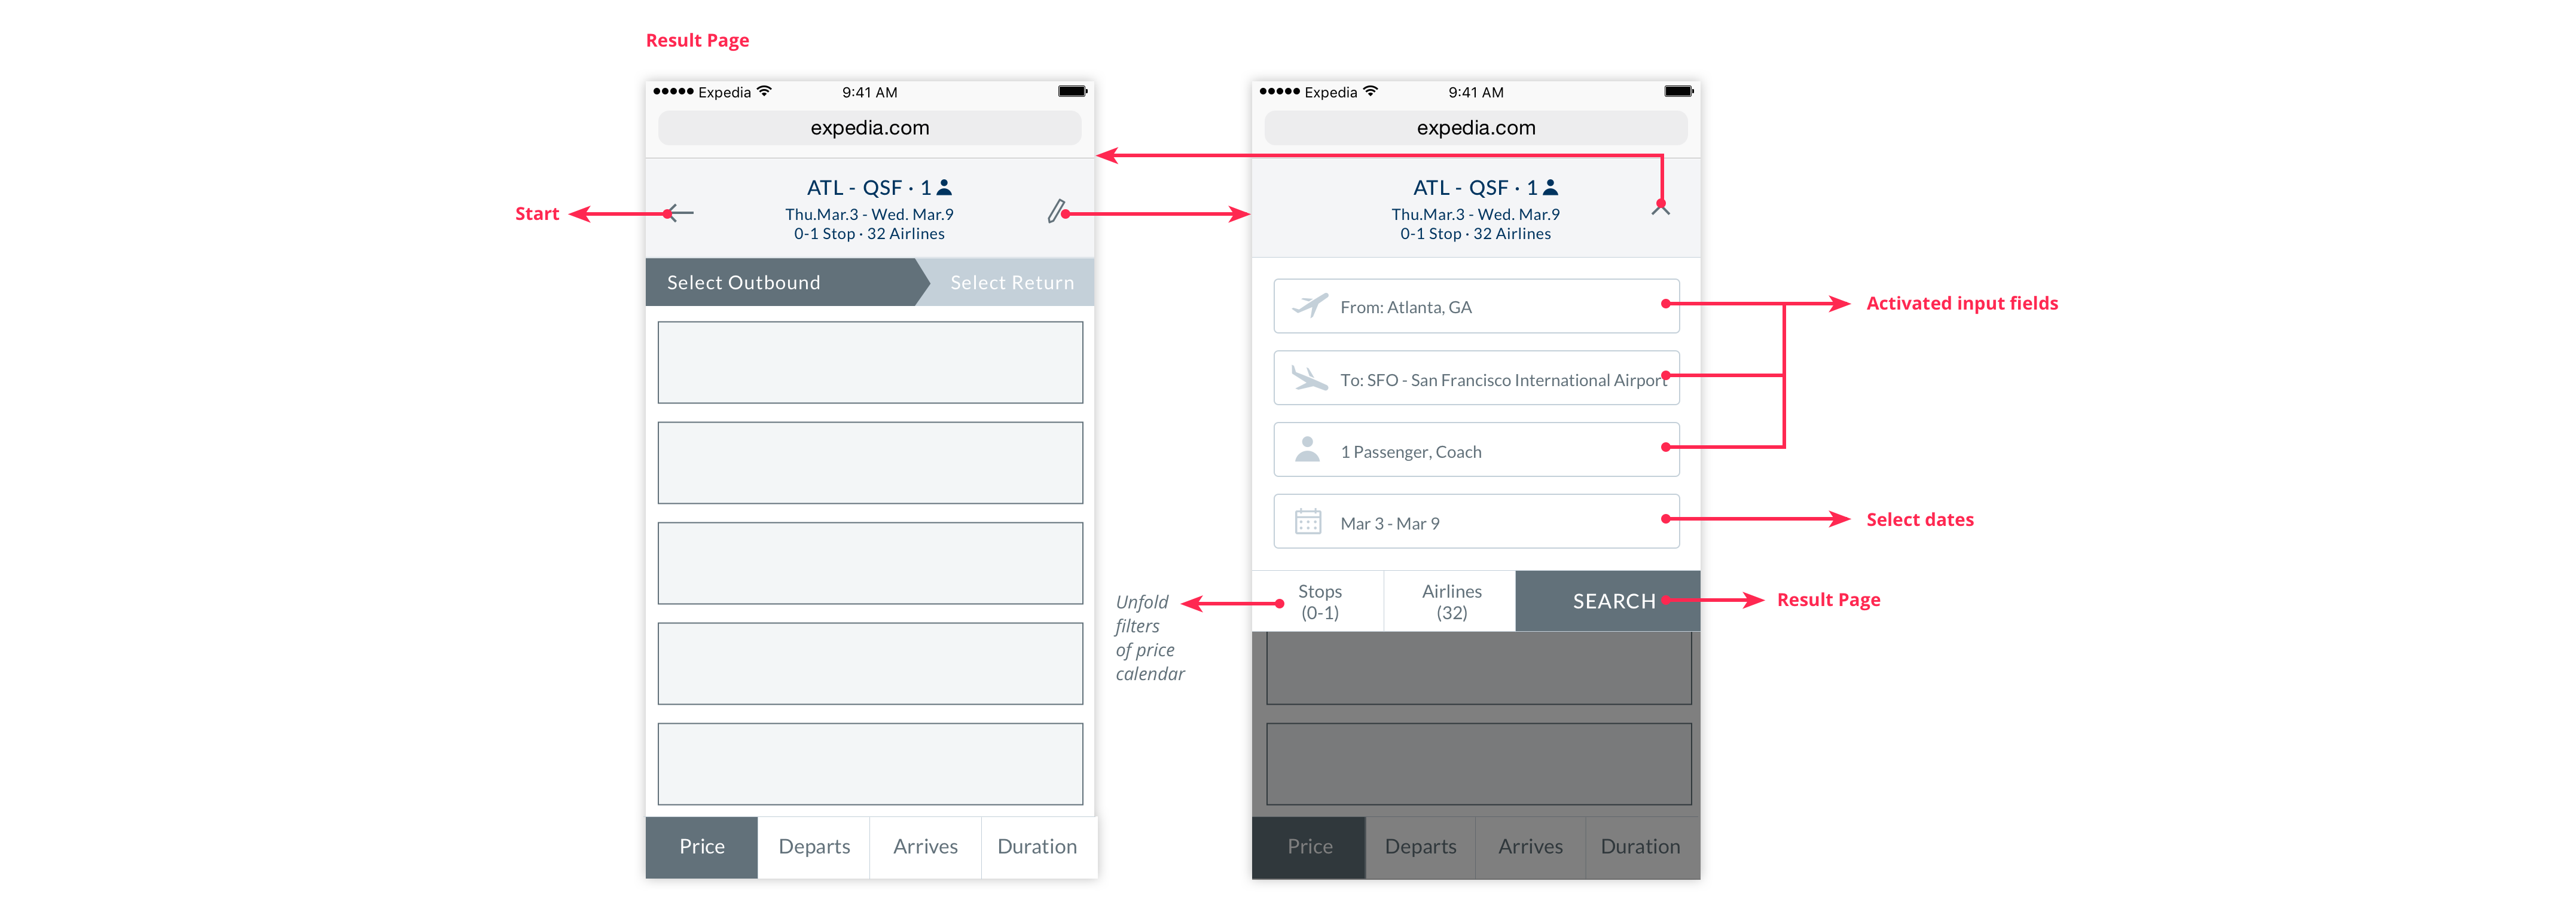 Result Page
Expedia
9:41 AM
expedia.com
ATL - QSF · 1
Thu.Mar.3 - Wed. Mar.9
0-1 Stop · 32 Airlines
Start
Select Outbound
Select Return
Price
Departs
Arrives
Duration
Unfold
filters
of price
calendar
Expedia
9:41 AM
expedia.com
ATL - QSF · 1
Thu.Mar.3 - Wed. Mar.9
0-1 Stop · 32 Airlines
From: Atlanta, GA
To: SFO - San Francisco International Airport
1 Passenger, Coach
Mar 3 - Mar 9
Stops
(0-1)
Airlines
(32)
SEARCH
Price
Departs
Arrives
Duration
Activated input fields
Select dates
Result Page